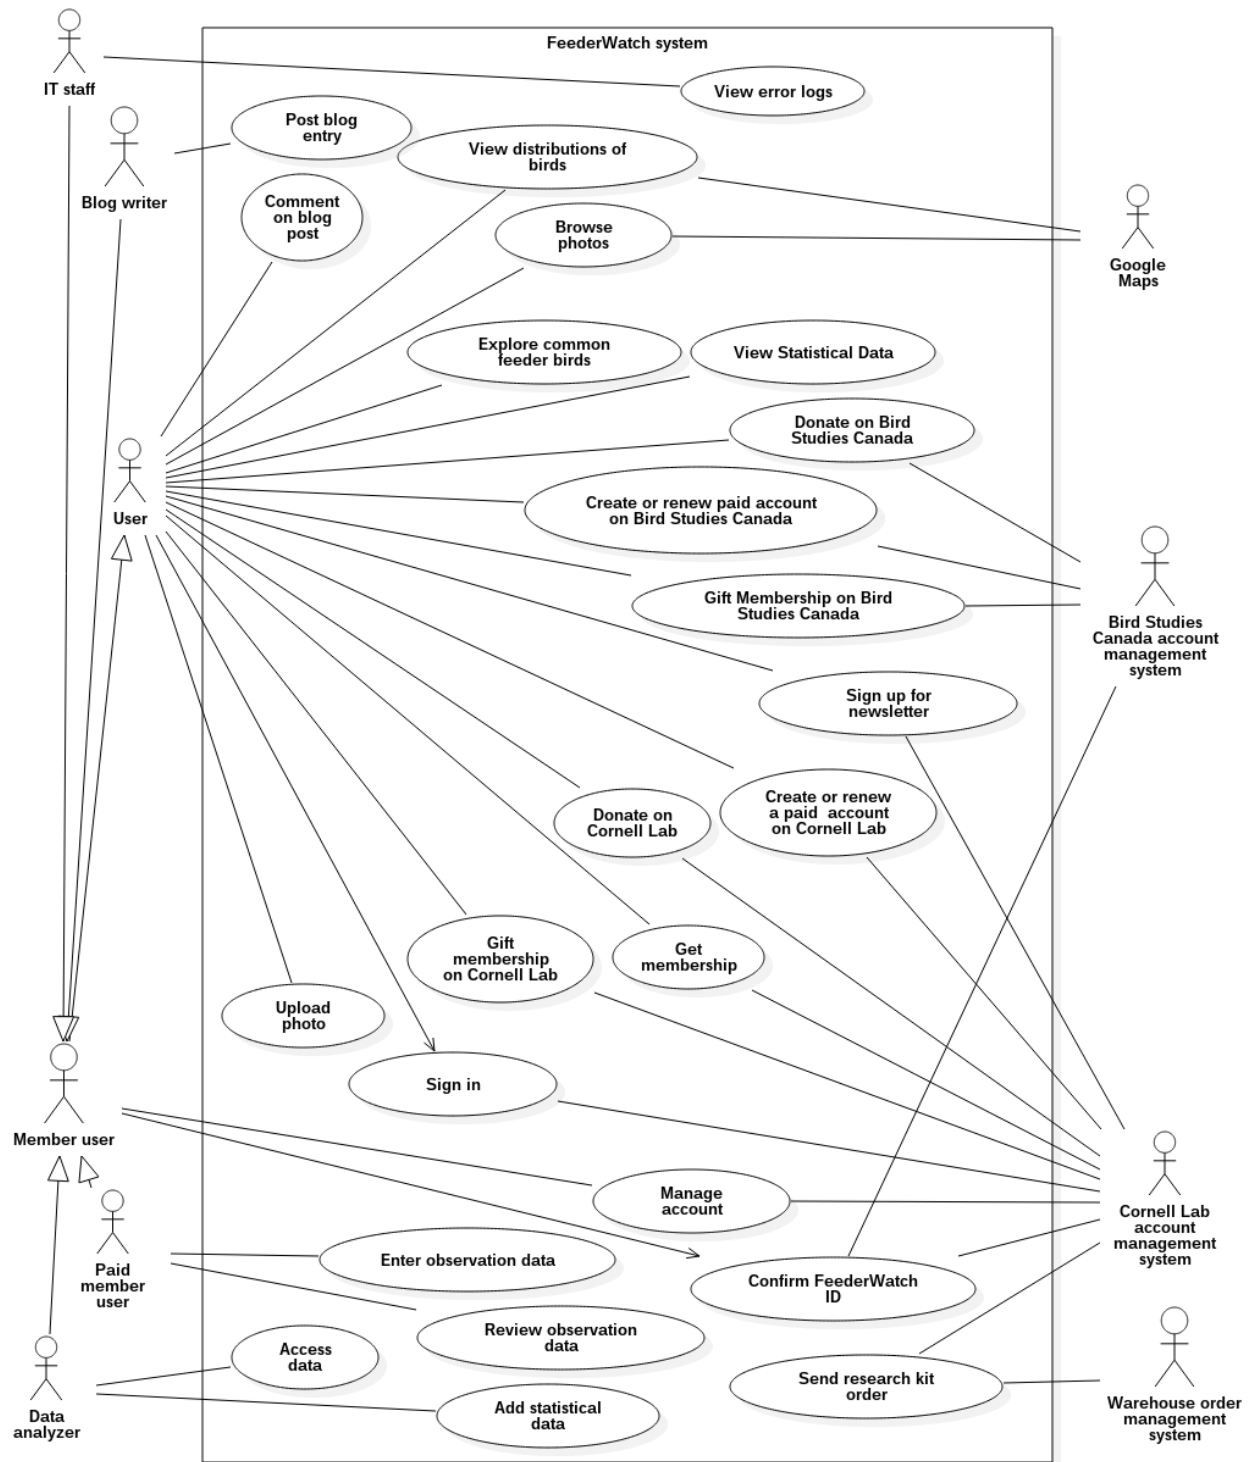 FeederWatch system
IT staff
View error logs
Post blog
entry
View distributions of
birds
Blog writer
Comment
on blog
post
Browse
photos
Google
Maps
Explore common
feeder birds
View Statistical Data
Donate on Bird
Studies Canada
User
Create or renew paid account
on Bird Studies Canada
Gift Membership on Bird
Studies Canada
Bird Studies
Canada account
management
system
Sign up for
newsletter
Donate on
Cornell Lab
Create or renew
a paid  account
on Cornell Lab
Gift
membership
on Cornell Lab
Get
membership
Upload
photo
Sign in
Member user
Manage
account
Cornell Lab
account
management
system
Paid
member
user
Enter observation data
Confirm FeederWatch
ID
Review observation
data
Access
data
Send research kit
order
Warehouse order
management
system
Data
analyzer
Add statistical
data